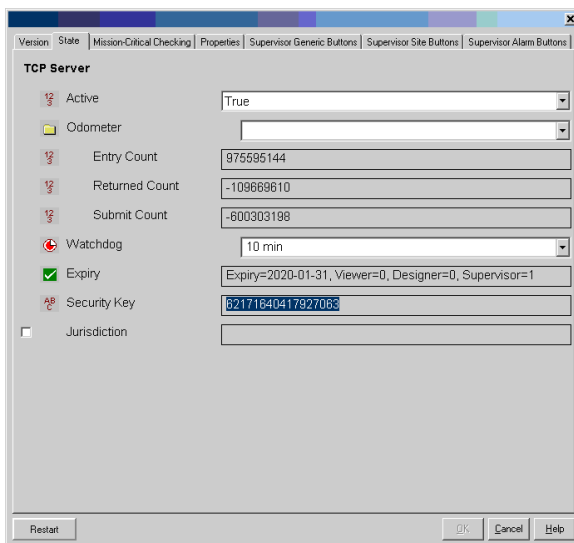 Version State Mission-Critical Checking Properties Supervisor Generic Buttons Supervisor Site Buttons Supervisor Alarm Buttons
TCP Server
Active True
Odometer
Entry Count 975595144
Returned Count -109669610
Submit Count -600303198
Watchdog 10 min
Expiry Expiry=2020-01-31, Viewer=0, Designer=0, Supervisor=1
Security Key 62171640417927063
Jurisdiction
Restart OK Cancel Help